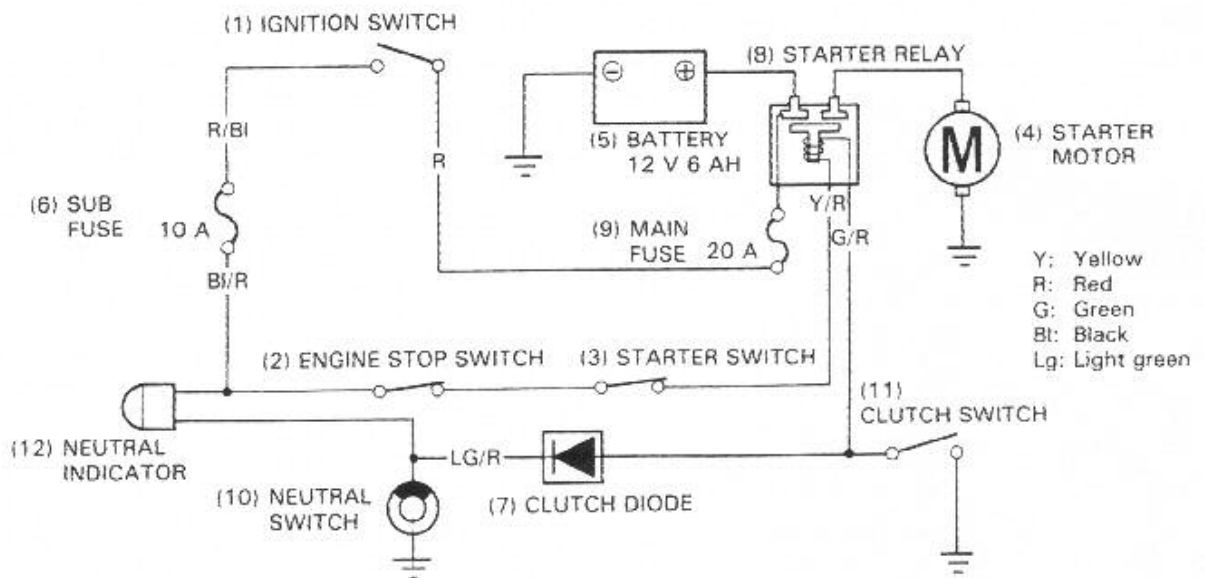 (1) IGNITION SWITCH
(8) STARTER RELAY
(5) BATTERY
12 V 6 AH
(4) STARTER
MOTOR
M
R/Bl
R
(6) SUB
FUSE
10 A
(9) MAIN
FUSE
20 A
Y/R
G/R
Bl/R
Y: Yellow
R: Red
G: Green
Bl: Black
Lg: Light green
(2) ENGINE STOP SWITCH
(3) STARTER SWITCH
(11)
CLUTCH SWITCH
(12) NEUTRAL
INDICATOR
LG/R
(10) NEUTRAL
SWITCH
(7) CLUTCH DIODE